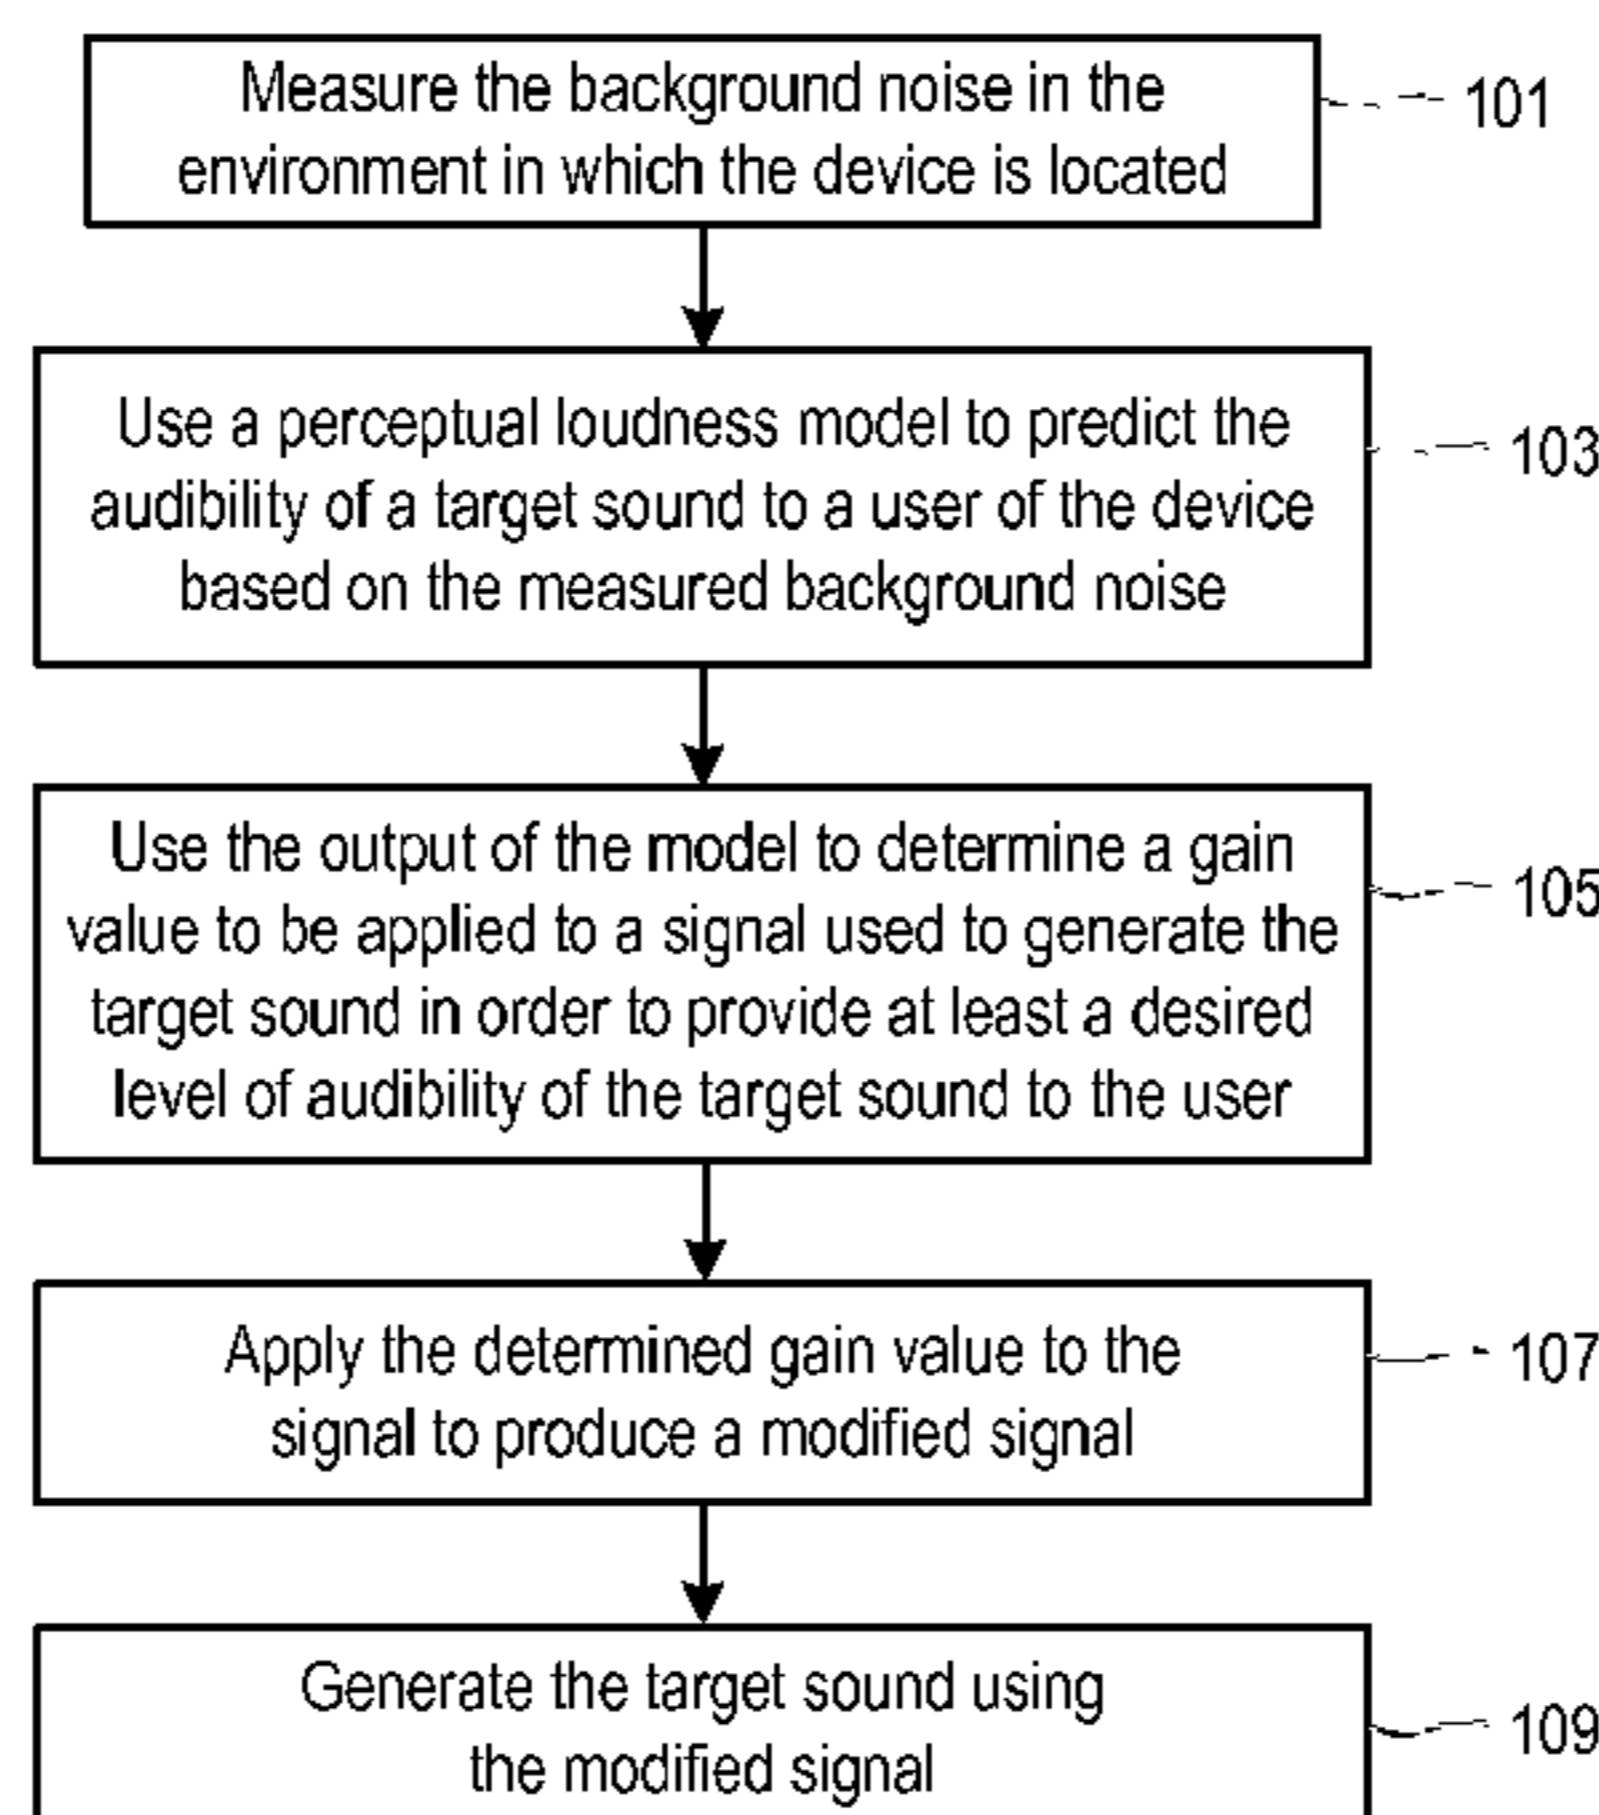 Measure the background noise in the
environment in which the device is located
101
Use a perceptual loudness model to predict the
audibility of a target sound to a user of the device
based on the measured background noise
103
Use the output of the model to determine a gain
value to be applied to a signal used to generate the
target sound in order to provide at least a desired
level of audibility of the target sound to the user
105
Apply the determined gain value to the
signal to produce a modified signal
107
Generate the target sound using
the modified signal
109